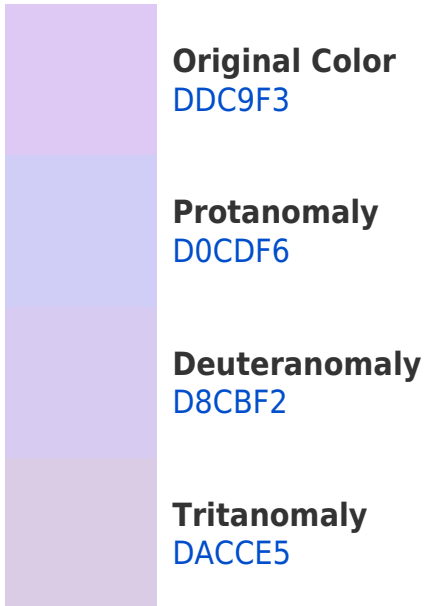 Original Color
DDC9F3
Protanomaly
D0CDF6
Deuteranomaly
D8CBF2
Tritanomaly
DACCE5